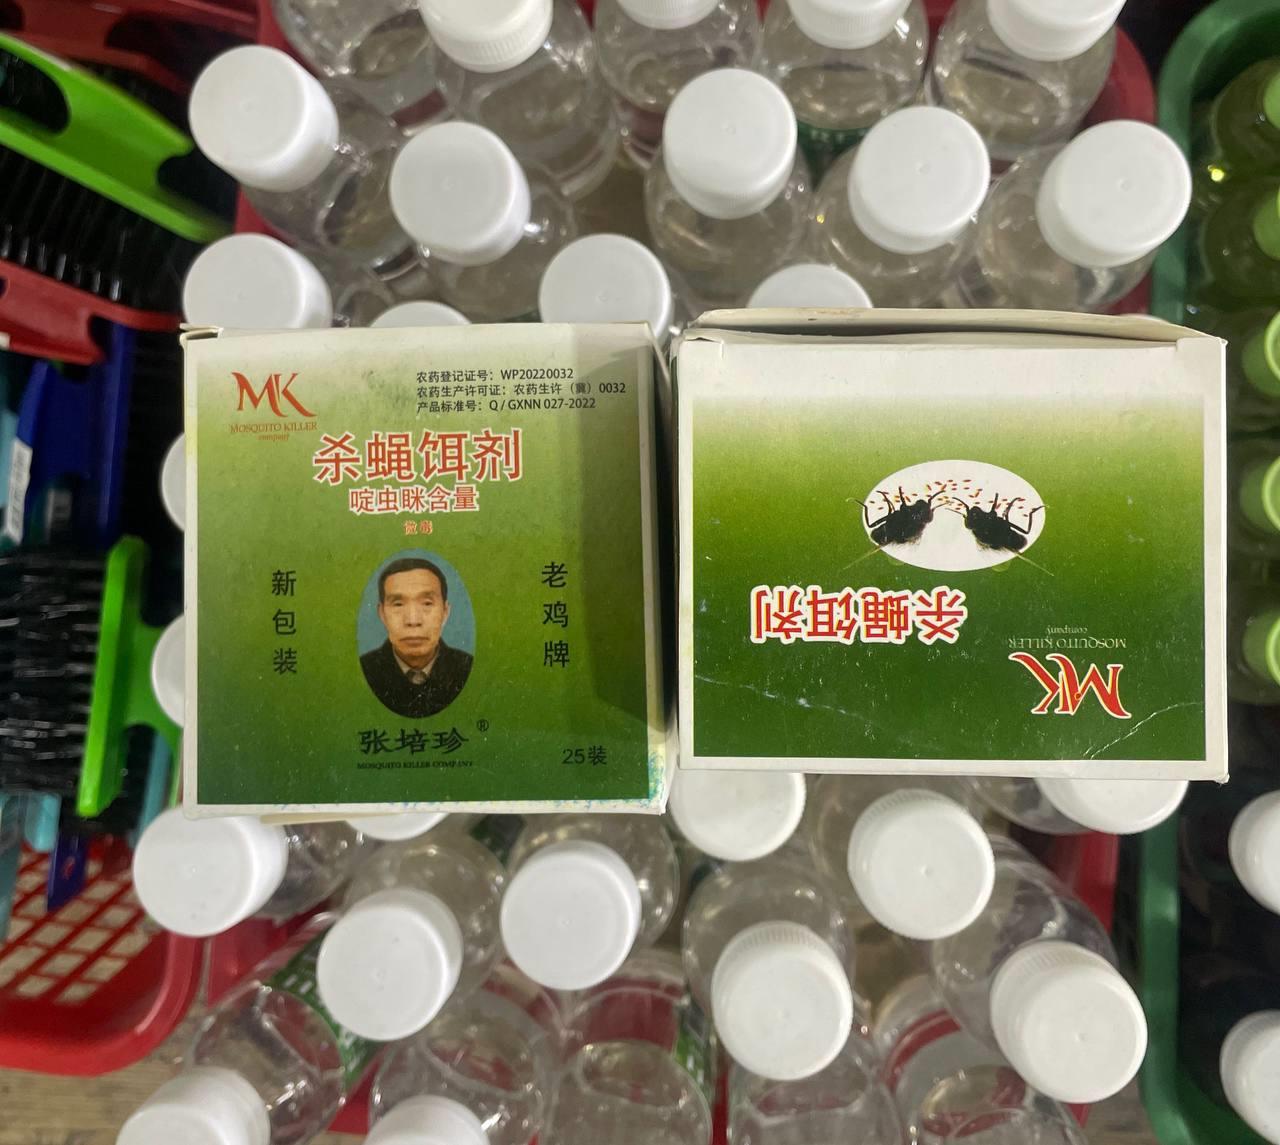 MK
MOSQUITO KILLER
company
农药登记证号：WP20220032
农药生产许可证：农药生许（冀）0032
产品标准号：Q/GXNN 027-2022
杀蝇饵剂
啶虫眯含量
微毒
新包装
老鸡牌
张培珍®
MOSQUITO KILLER COMPANY
25装
杀蝇饵剂
MK
MOSQUITO KILLER
company